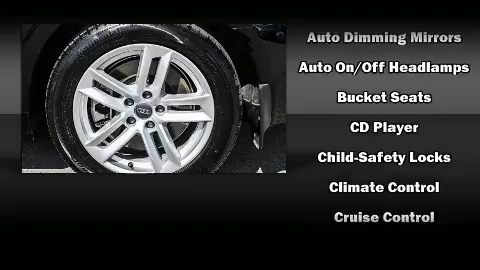 Auto Dimming Mirrors
Auto On/Off Headlamps
Bucket Seats
CD Player
Child-Safety Locks
Climate Control
Cruise Control